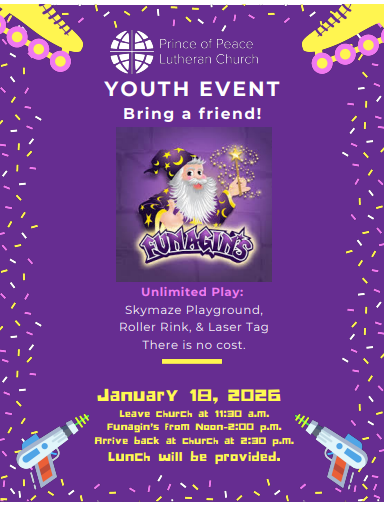 Prince of Peace
Lutheran Church
YOUTH EVENT
Bring a friend!
FUNAGIN'S
Unlimited Play:
Skymaze Playground,
Roller Rink, & Laser Tag
There is no cost.
January 18, 2026
Leave church at 11:30 a.m.
Funagin's from Noon-2:00 p.m.
Arrive back at church at 2:30 p.m.
Lunch will be provided.